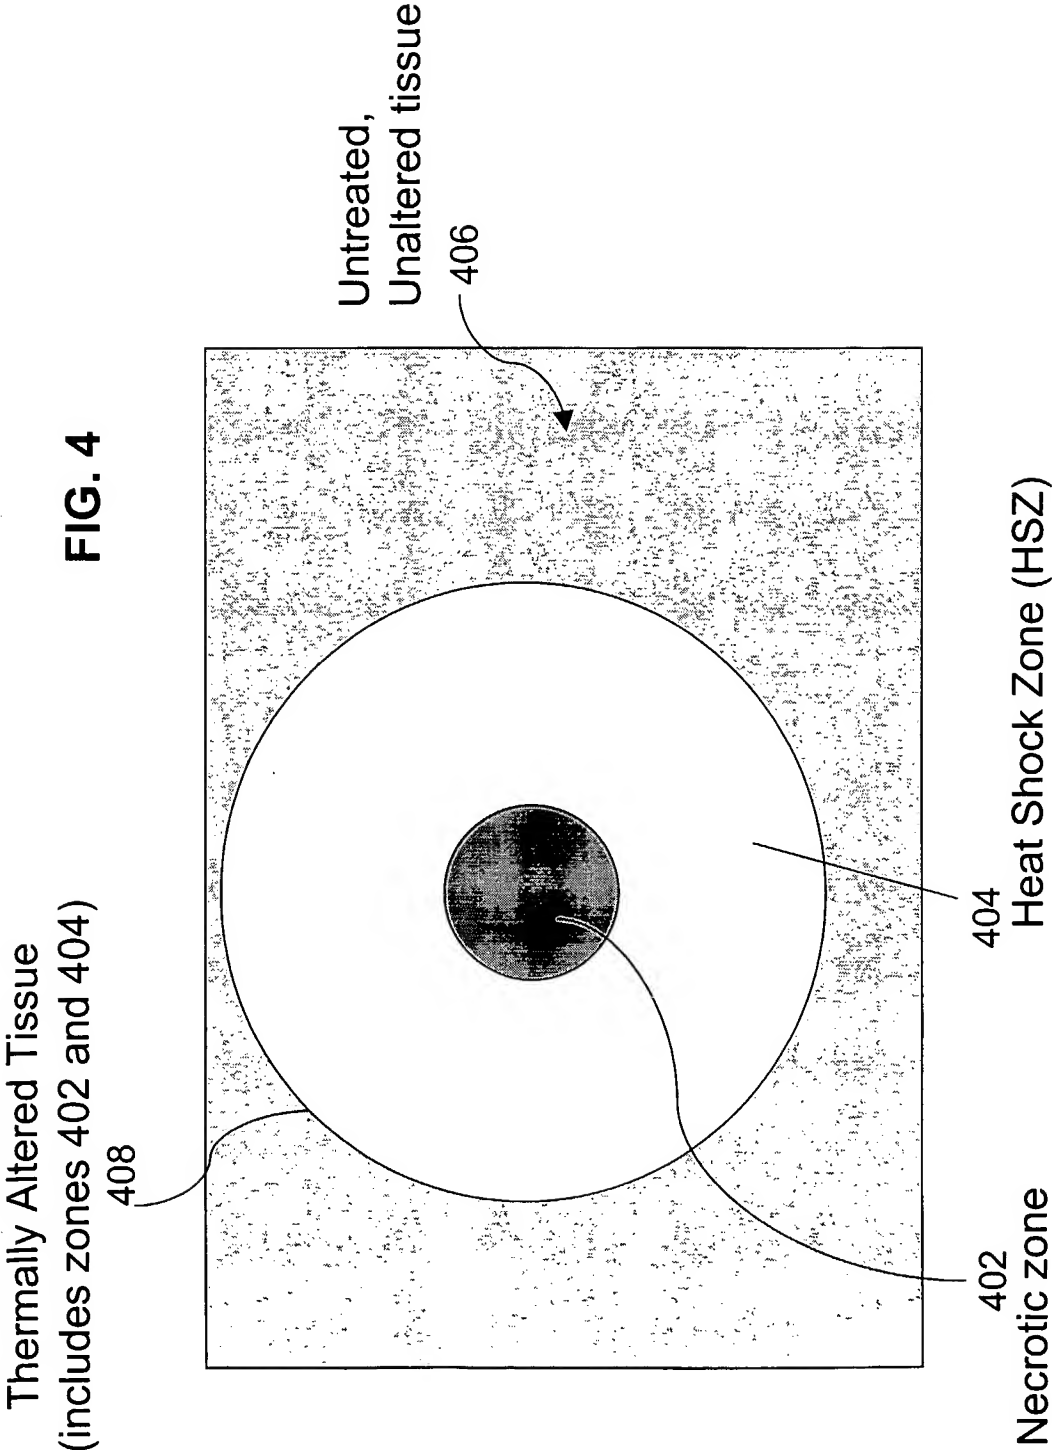 FIG. 4
Thermally Altered Tissue
(includes zones 402 and 404)
408
Untreated,
Unaltered tissue
406
402
Necrotic zone
404
Heat Shock Zone (HSZ)